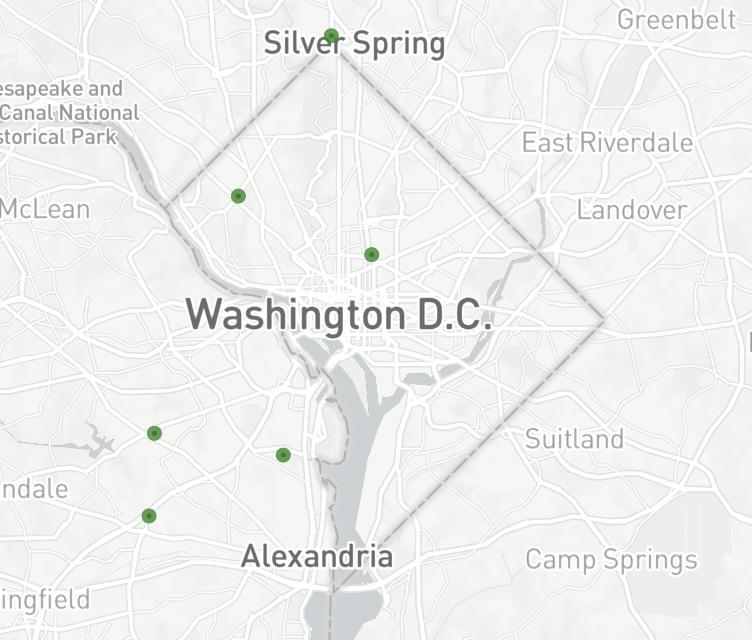 Greenbelt
Silver Spring
esapeake and
Canal National
storical Park
East Riverdale
McLean
Landover
Washington D.C.
Suitland
ndale
Alexandria
Camp Springs
ingfield